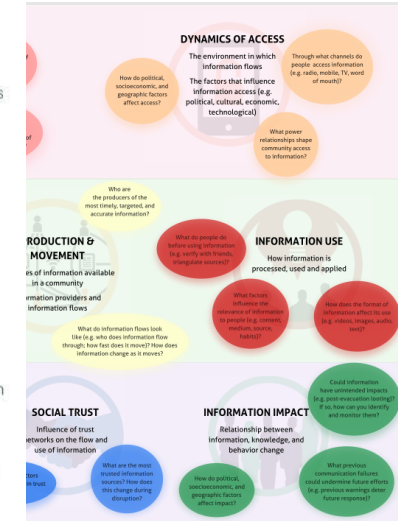 DYNAMICS OF ACCESS
The environment in which
information flows
The factors that influence
information access (e.g.
political, cultural, economic,
technological)
How do political,
socioeconomic, and
geographic factors
affect access?
Through what channels do
people access information
(e.g. radio, mobile, TV, word
of mouth)?
What power
relationships shape
community access
to information?
Who are
the producers of the
most timely, targeted, and
accurate information?
RODUCTION &
MOVEMENT
es of information available
in a community
rmation providers and
information flows
What do information flows look
like (e.g. who does information flow
through; how fast does it move)? How does
information change as it moves?
What do people do
before using information
(e.g. verify with friends,
triangulate sources)?
INFORMATION USE
How information is
processed, used and applied
What factors
influence the
relevance of information
to people (e.g. content,
medium, source,
habits)?
How does the format of
information affect its use
(e.g. videos, images, audio,
text)?
SOCIAL TRUST
Influence of trust
etworks on the flow and
use of information
ctors
e trust
What are the most
trusted information
sources? How does
this change during
disruption?
INFORMATION IMPACT
Relationship between
information, knowledge, and
behavior change
Could information
have unintended impacts
(e.g. post-evacuation looting)?
If so, how can you identify
and monitor them?
How do political,
socioeconomic, and
geographic factors
affect impact?
What previous
communication failures
could undermine future efforts
(e.g. previous warnings deter
future response)?